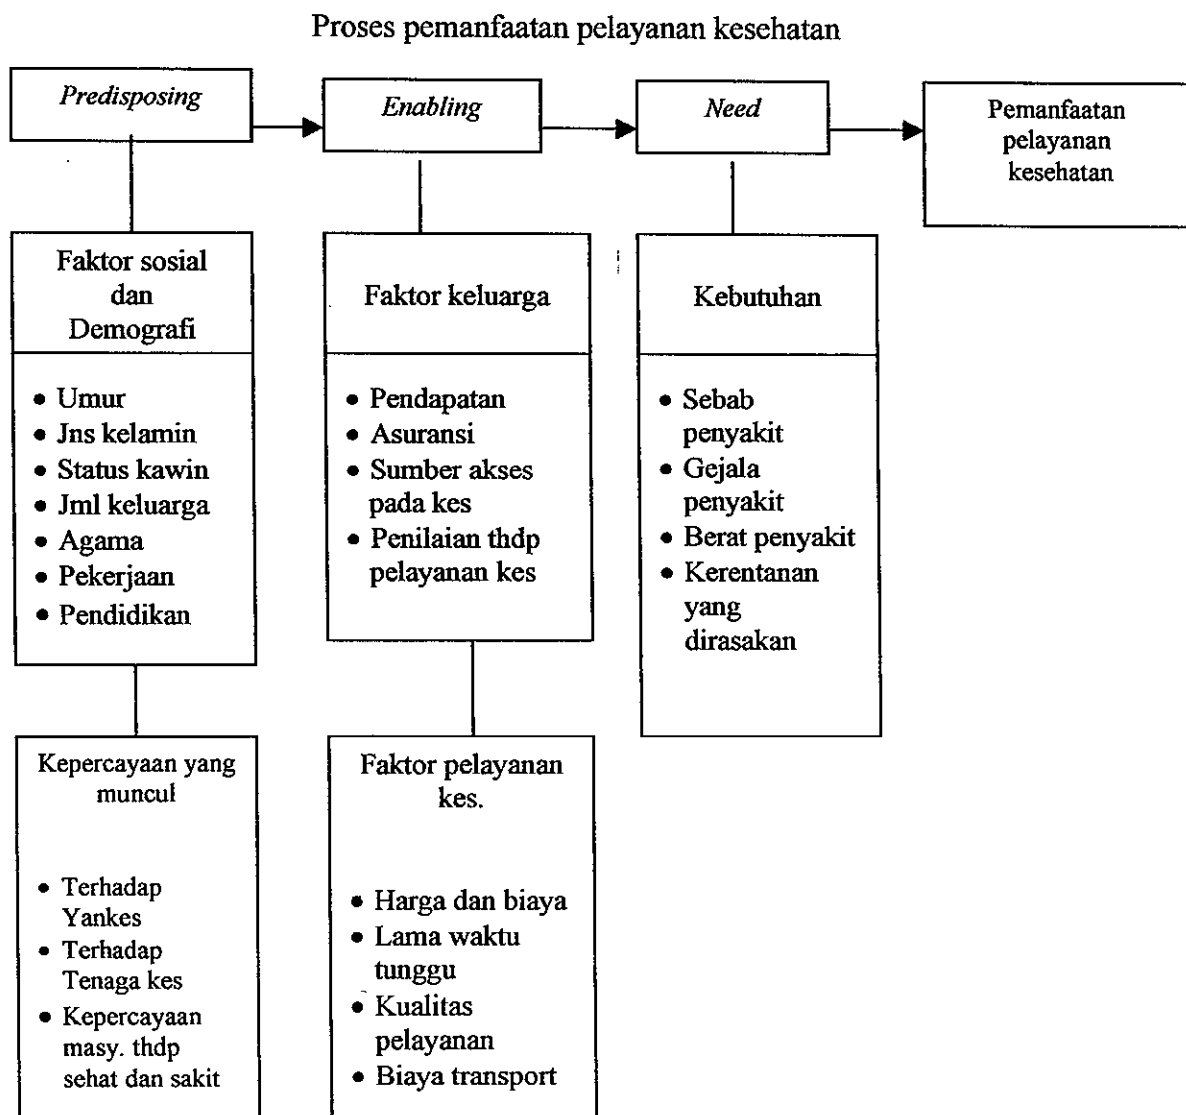 Proses pemanfaatan pelayanan kesehatan
Predisposing
Enabling
Need
Pemanfaatan
pelayanan
kesehatan
Faktor sosial
dan
Demografi
• Umur
• Jns kelamin
• Status kawin
• Jml keluarga
• Agama
• Pekerjaan
• Pendidikan
Kepercayaan yang
muncul
• Terhadap
Yankes
• Terhadap
Tenaga kes
• Kepercayaan
masy. thdp
sehat dan sakit
Faktor keluarga
• Pendapatan
• Asuransi
• Sumber akses
pada kes
• Penilaian thdp
pelayanan kes
Faktor pelayanan
kes.
• Harga dan biaya
• Lama waktu
tunggu
• Kualitas
pelayanan
• Biaya transport
Kebutuhan
• Sebab
penyakit
• Gejala
penyakit
• Berat penyakit
• Kerentanan
yang
dirasakan